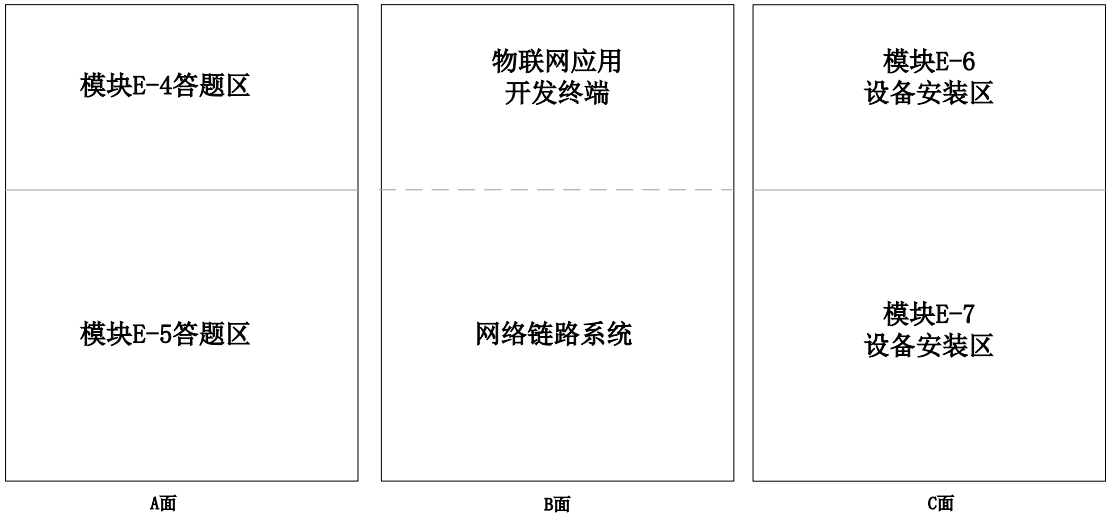 模块E-4答题区
物联网应用
开发终端
模块E-6
设备安装区
模块E-5答题区
网络链路系统
模块E-7
设备安装区
A面
B面
C面